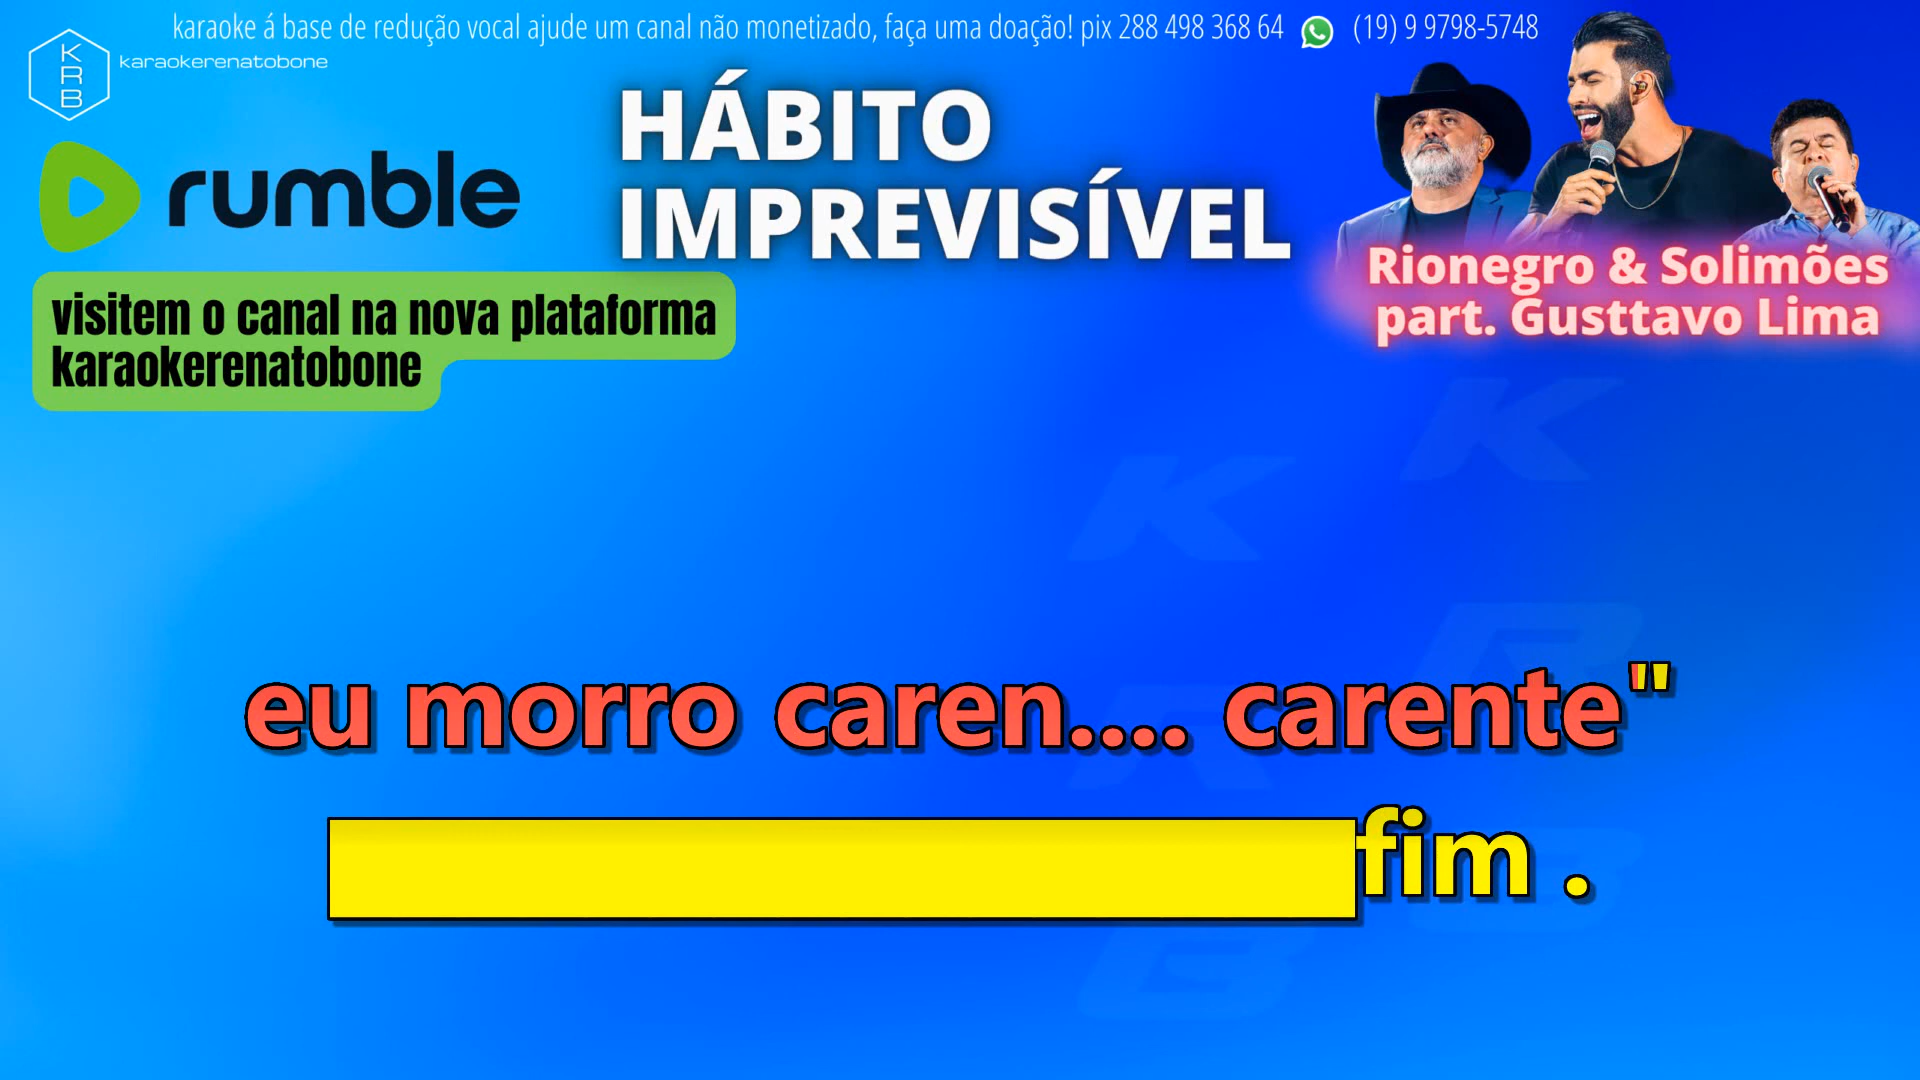 karaoke á base de redução vocal ajude um canal não monetizado, faça uma doação! pix 288 498 368 64 (19) 9 9798-5748
KRB
karaokerenatobone
rumble
HÁBITO
IMPREVISÍVEL
visitem o canal na nova plataforma
karaokerenatobone
Rionegro & Solimões
part. Gusttavo Lima
K
K
R
R
B
B
eu morro caren.... carente"
fim .